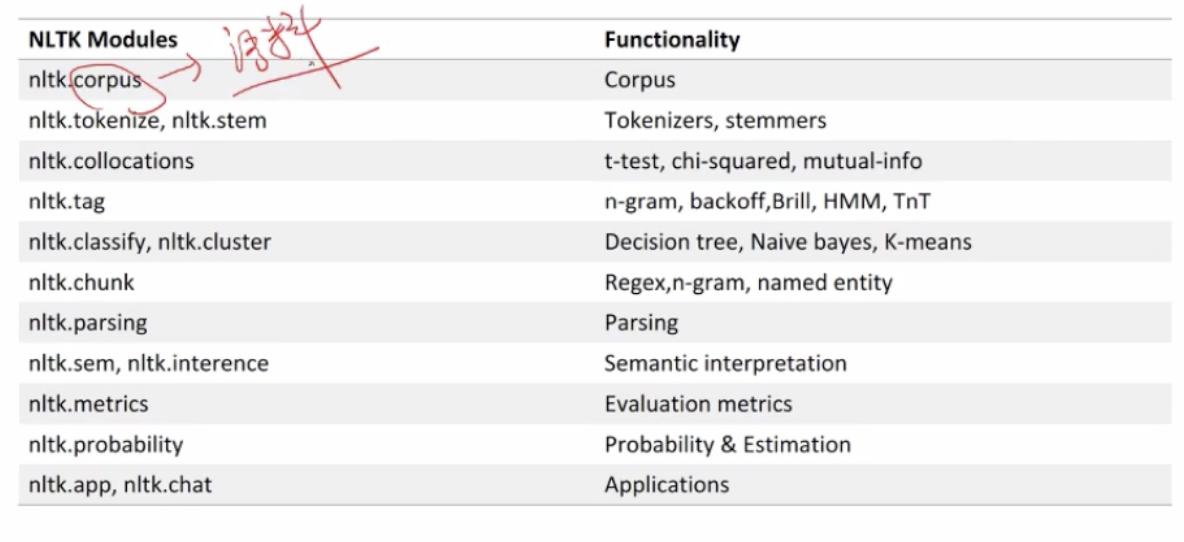 NLTK Modules Functionality
语料
nltk.corpus Corpus
nltk.tokenize, nltk.stem Tokenizers, stemmers
nltk.collocations t-test, chi-squared, mutual-info
nltk.tag n-gram, backoff,Brill, HMM, TnT
nltk.classify, nltk.cluster Decision tree, Naive bayes, K-means
nltk.chunk Regex,n-gram, named entity
nltk.parsing Parsing
nltk.sem, nltk.interence Semantic interpretation
nltk.metrics Evaluation metrics
nltk.probability Probability & Estimation
nltk.app, nltk.chat Applications